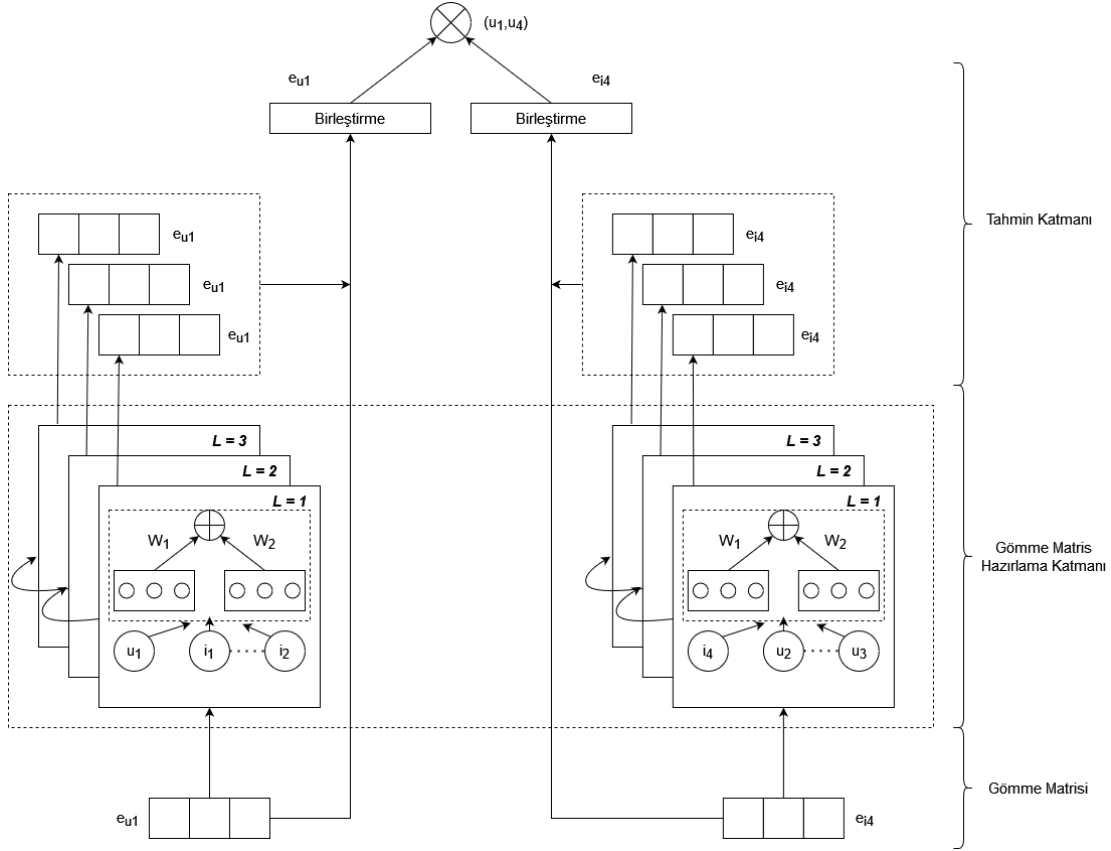 (u1,u4)
eu1
ei4
Birleştirme
Birleştirme
eu1
eu1
eu1
ei4
ei4
ei4
Tahmin Katmanı
L = 3
L = 2
L = 1
W1
W2
u1
i1
i2
L = 3
L = 2
L = 1
W1
W2
i4
u2
u3
Gömme Matris
Hazırlama Katmanı
eu1
ei4
Gömme Matrisi